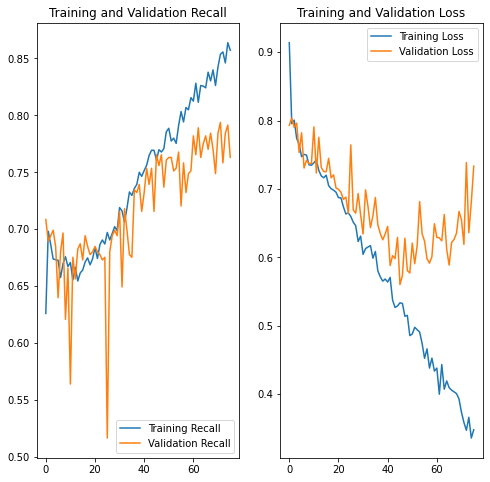 Training and Validation Recall
0.85
0.80
0.75
0.70
0.65
0.60
0.55
0.50
0 20 40 60
Training Recall
Validation Recall
Training and Validation Loss
0.9
0.8
0.7
0.6
0.5
0.4
0 20 40 60
Training Loss
Validation Loss